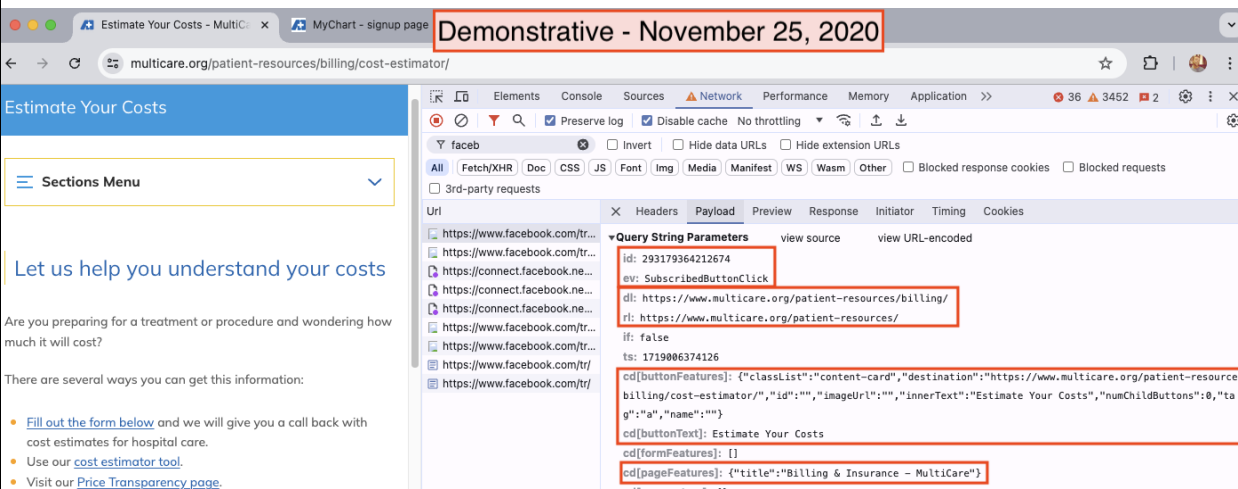 Estimate Your Costs - MultiCa
MyChart - signup page
Demonstrative - November 25, 2020
multicare.org/patient-resources/billing/cost-estimator/
Estimate Your Costs
Sections Menu
Let us help you understand your costs
Are you preparing for a treatment or procedure and wondering how
much it will cost?
There are several ways you can get this information:
Fill out the form below and we will give you a call back with
cost estimates for hospital care.
Use our cost estimator tool.
Visit our Price Transparency page.
Elements Console Sources Network Performance Memory Application 36 3452 2
Preserve log Disable cache No throttling
faceb Invert Hide data URLs Hide extension URLs
All Fetch/XHR Doc CSS JS Font Img Media Manifest WS Wasm Other Blocked response cookies Blocked requests
3rd-party requests
Url
https://www.facebook.com/tr...
https://www.facebook.com/tr...
https://connect.facebook.ne...
https://connect.facebook.ne...
https://connect.facebook.ne...
https://www.facebook.com/tr...
https://www.facebook.com/tr...
https://www.facebook.com/tr/
https://www.facebook.com/tr/
Headers Payload Preview Response Initiator Timing Cookies
Query String Parameters view source view URL-encoded
id: 293179364212674
ev: SubscribedButtonClick
dl: https://www.multicare.org/patient-resources/billing/
rl: https://www.multicare.org/patient-resources/
if: false
ts: 1719006374126
cd[buttonFeatures]: {"classList":"content-card","destination":"https://www.multicare.org/patient-resource
billing/cost-estimator/","id":"","imageUrl":"","innerText":"Estimate Your Costs","numChildButtons":0,"ta
g":"a","name":""}
cd[buttonText]: Estimate Your Costs
cd[formFeatures]: []
cd[pageFeatures]: {"title":"Billing & Insurance – MultiCare"}